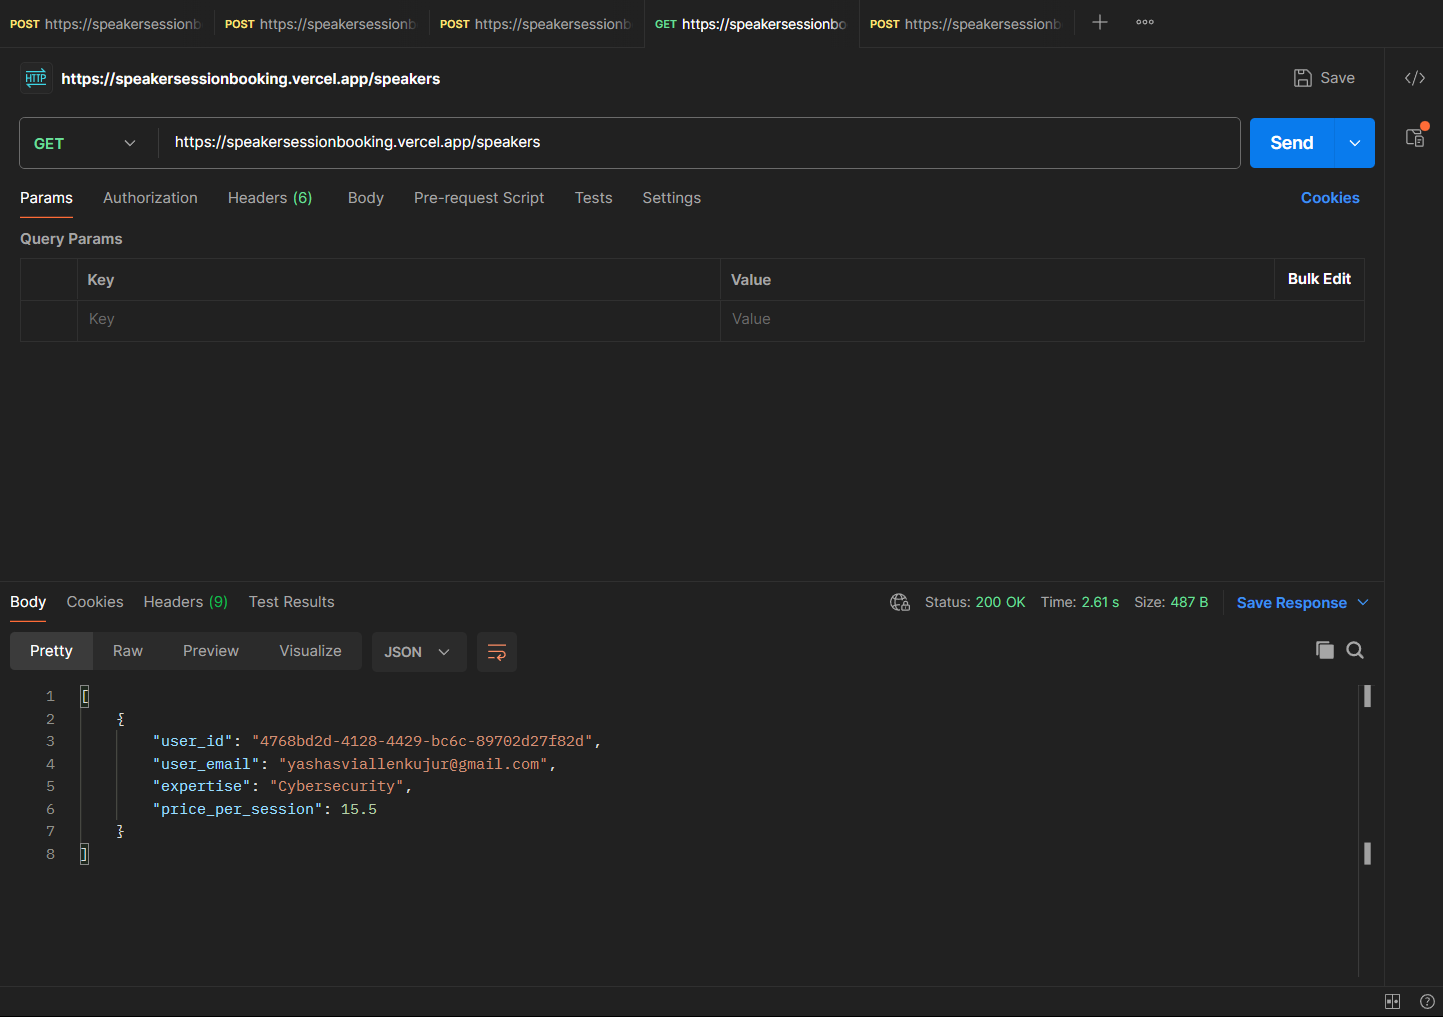 POST https://speakersessionb POST https://speakersessionb POST https://speakersessionb GET https://speakersessionbo POST https://speakersessionb
HTTP https://speakersessionbooking.vercel.app/speakers Save
GET https://speakersessionbooking.vercel.app/speakers Send
Params Authorization Headers (6) Body Pre-request Script Tests Settings Cookies
Query Params
Key Value Bulk Edit
Key Value
Body Cookies Headers (9) Test Results Status: 200 OK Time: 2.61 s Size: 487 B Save Response
Pretty Raw Preview Visualize JSON
1 [
2 {
3 "user_id": "4768bd2d-4128-4429-bc6c-89702d27f82d",
4 "user_email": "yashasviallenkujur@gmail.com",
5 "expertise": "Cybersecurity",
6 "price_per_session": 15.5
7 }
8 ]